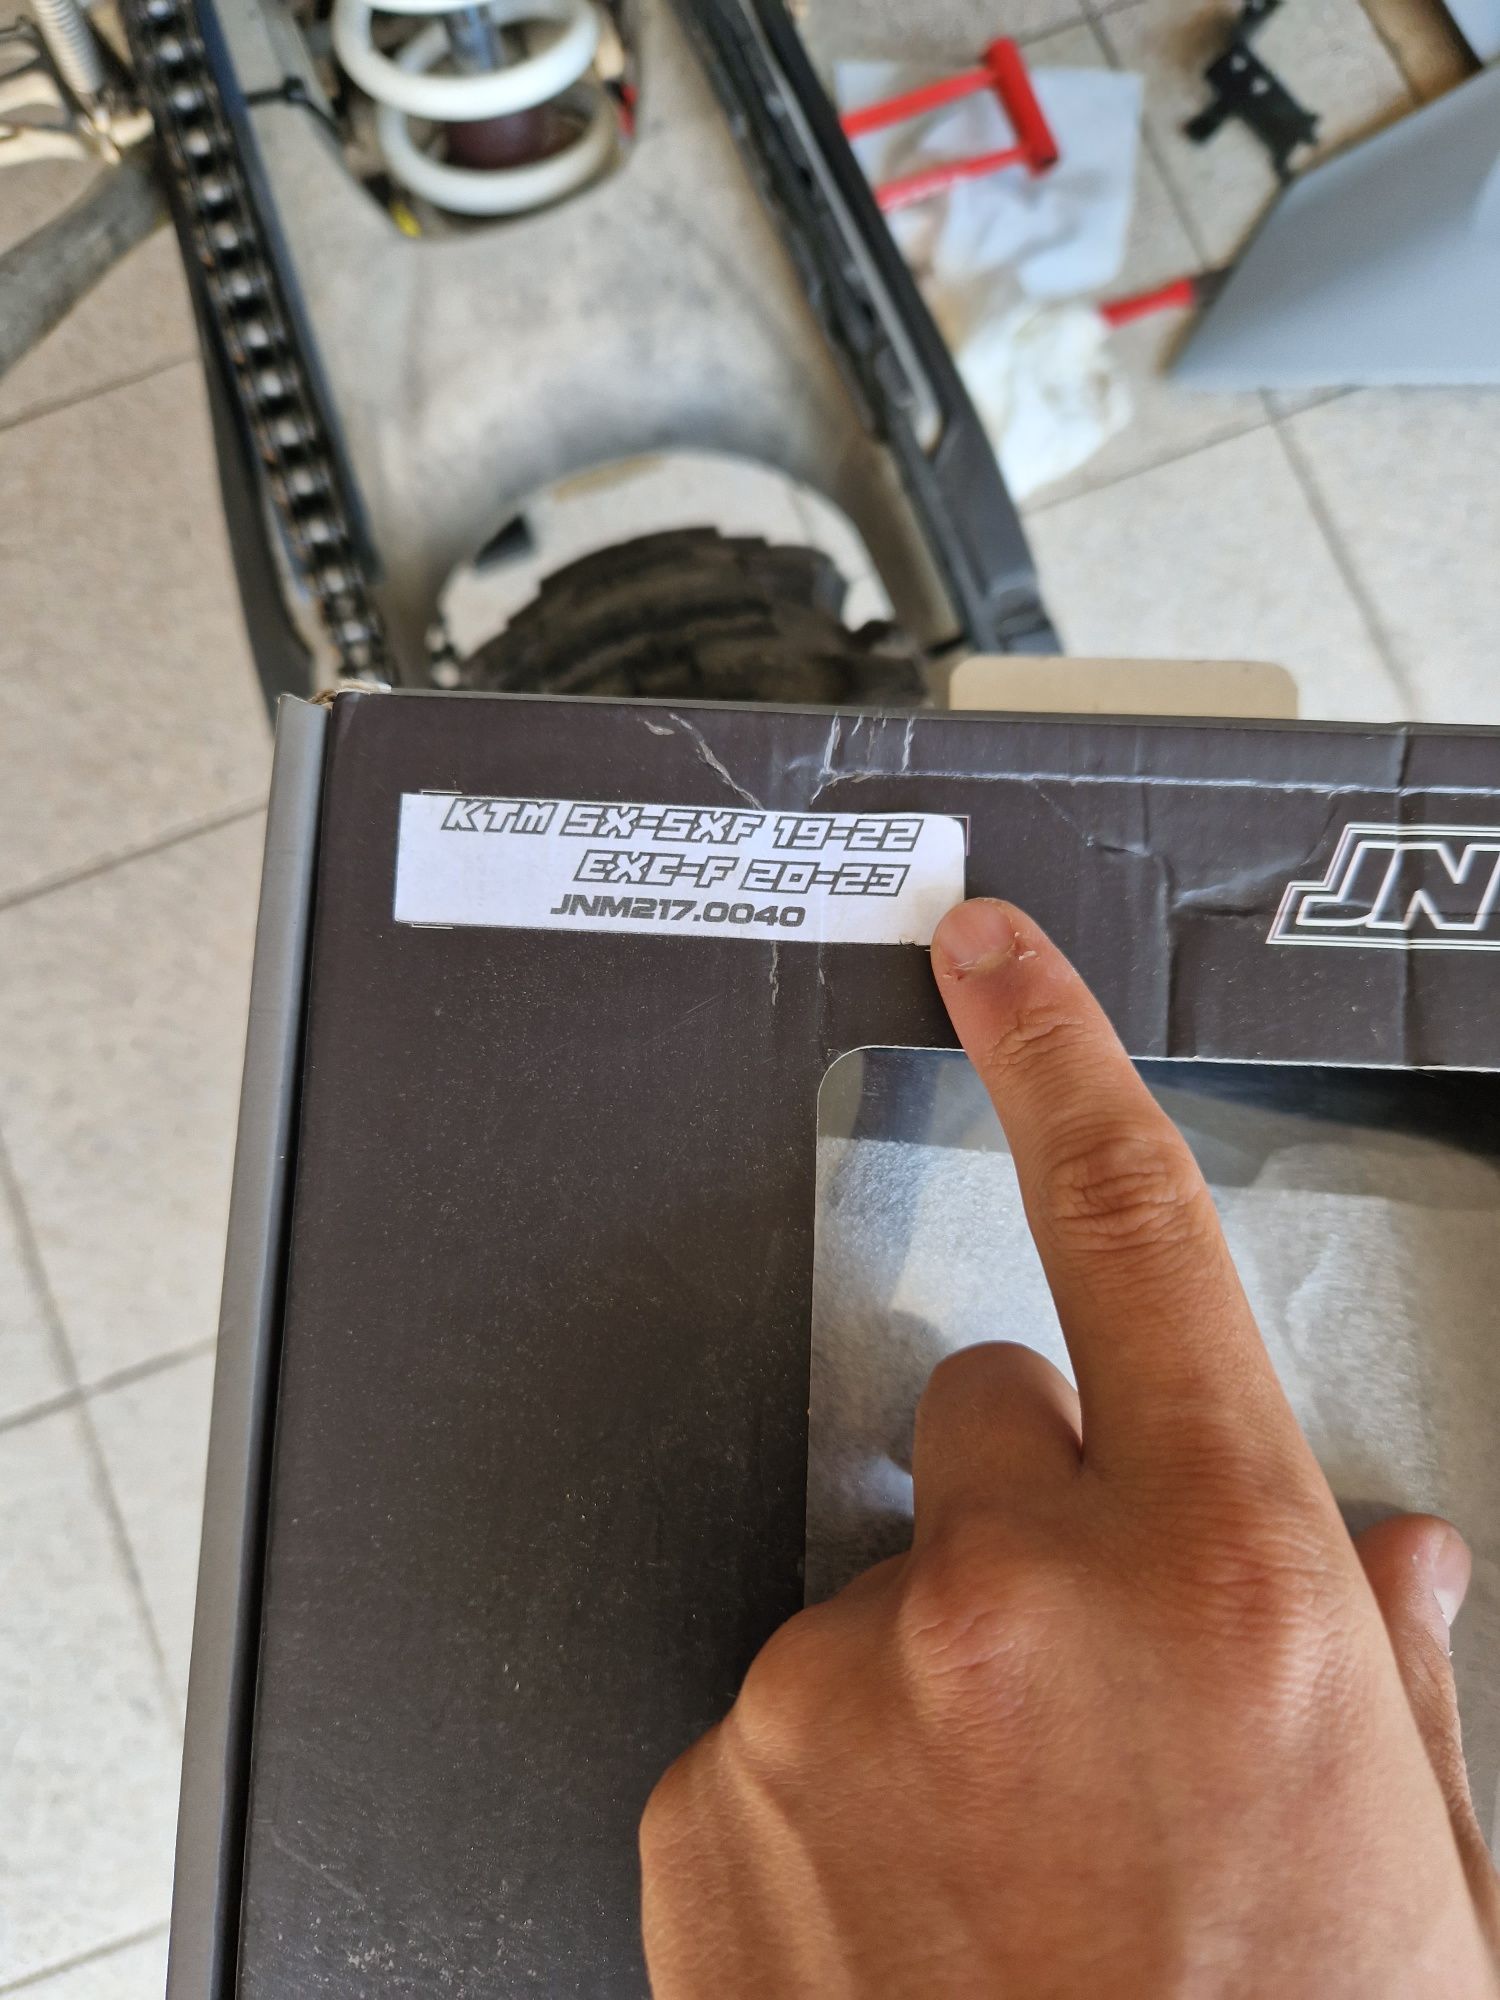 KTM SX-SXF 19-22
EXC-F 20-23
JNM217.0040